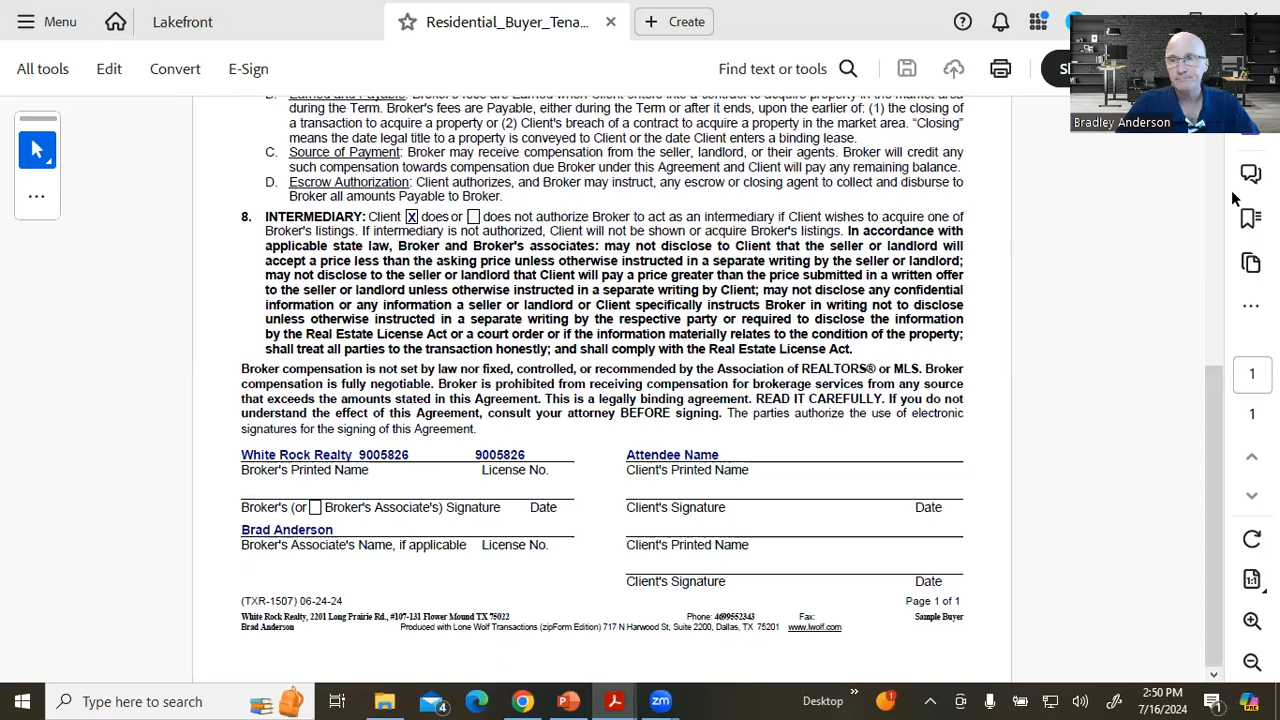 Menu
Lakefront
Residential_Buyer_Tena...
Create
All tools
Edit
Convert
E-Sign
Find text or tools
Bradley Anderson
during the Term. Broker's fees are Payable, either during the Term or after it ends, upon the earlier of: (1) the closing of
a transaction to acquire a property or (2) Client's breach of a contract to acquire a property in the market area. "Closing"
means the date legal title to a property is conveyed to Client or the date Client enters a binding lease.
C. Source of Payment: Broker may receive compensation from the seller, landlord, or their agents. Broker will credit any
such compensation towards compensation due Broker under this Agreement and Client will pay any remaining balance.
D. Escrow Authorization: Client authorizes, and Broker may instruct, any escrow or closing agent to collect and disburse to
Broker all amounts Payable to Broker.
8. INTERMEDIARY: Client X does or does not authorize Broker to act as an intermediary if Client wishes to acquire one of
Broker's listings. If intermediary is not authorized, Client will not be shown or acquire Broker's listings. In accordance with
applicable state law, Broker and Broker's associates: may not disclose to Client that the seller or landlord will
accept a price less than the asking price unless otherwise instructed in a separate writing by the seller or landlord;
may not disclose to the seller or landlord that Client will pay a price greater than the price submitted in a written offer
to the seller or landlord unless otherwise instructed in a separate writing by Client; may not disclose any confidential
information or any information a seller or landlord or Client specifically instructs Broker in writing not to disclose
unless otherwise instructed in a separate writing by the respective party or required to disclose the information
by the Real Estate License Act or a court order or if the information materially relates to the condition of the property;
shall treat all parties to the transaction honestly; and shall comply with the Real Estate License Act.
Broker compensation is not set by law nor fixed, controlled, or recommended by the Association of REALTORS® or MLS. Broker
compensation is fully negotiable. Broker is prohibited from receiving compensation for brokerage services from any source
that exceeds the amounts stated in this Agreement. This is a legally binding agreement. READ IT CAREFULLY. If you do not
understand the effect of this Agreement, consult your attorney BEFORE signing. The parties authorize the use of electronic
signatures for the signing of this Agreement.
White Rock Realty 9005826 9005826 Attendee Name
Broker's Printed Name License No. Client's Printed Name
Broker's (or Broker's Associate's) Signature Date Client's Signature Date
Brad Anderson
Broker's Associate's Name, if applicable License No. Client's Printed Name
Client's Signature Date
(TXR-1507) 06-24-24 Page 1 of 1
White Rock Realty, 2201 Long Prairie Rd., #107-131 Flower Mound TX 75022 Phone: 4699552343 Fax: Sample Buyer
Brad Anderson Produced with Lone Wolf Transactions (zipForm Edition) 717 N Harwood St, Suite 2200, Dallas, TX 75201 www.lwolf.com
1
1
1:1
Type here to search
4
Desktop
1
2:50 PM
7/16/2024
1